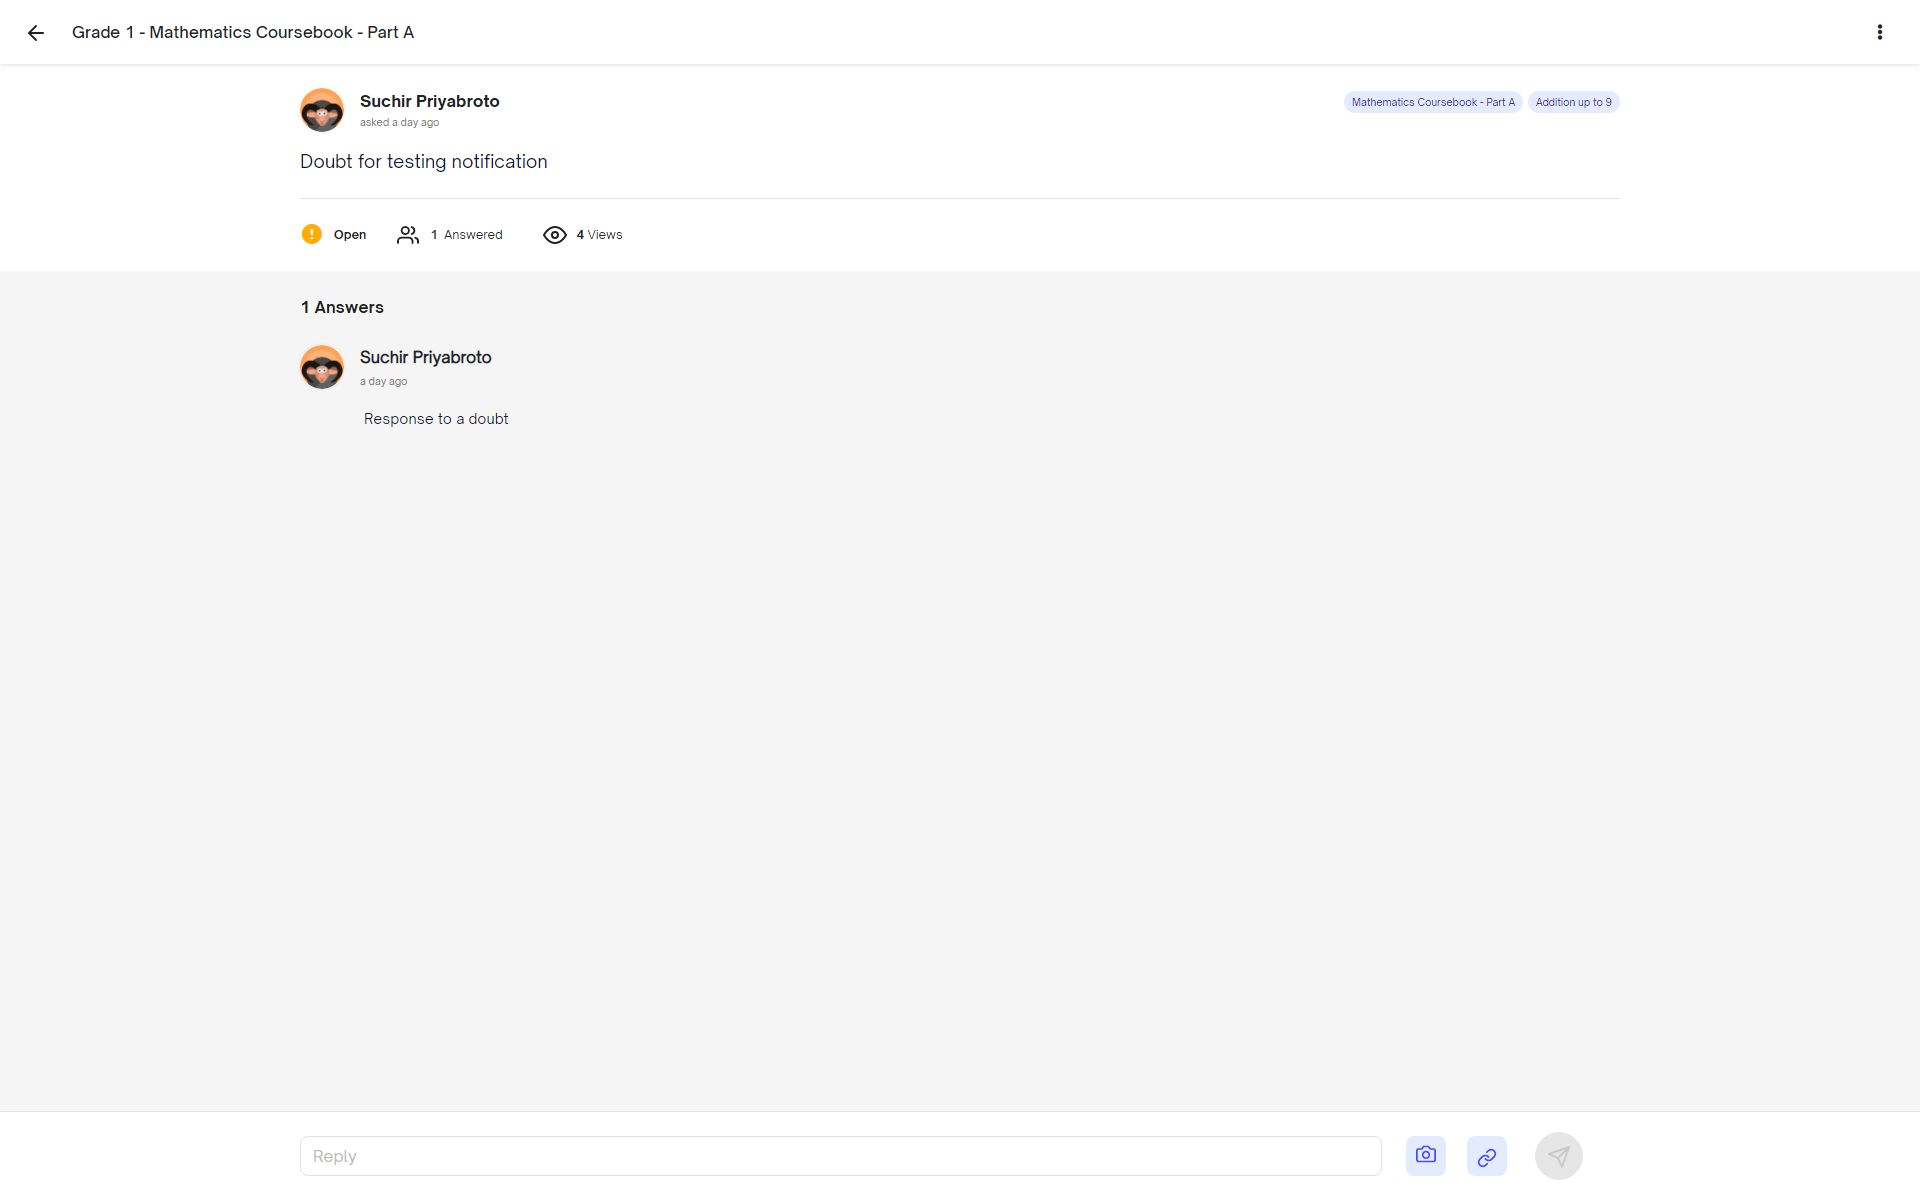 Grade 1 - Mathematics Coursebook - Part A
Suchir Priyabroto
asked a day ago
Mathematics Coursebook - Part A
Addition up to 9
Doubt for testing notification
Open
1 Answered
4 Views
1 Answers
Suchir Priyabroto
a day ago
Response to a doubt
Reply